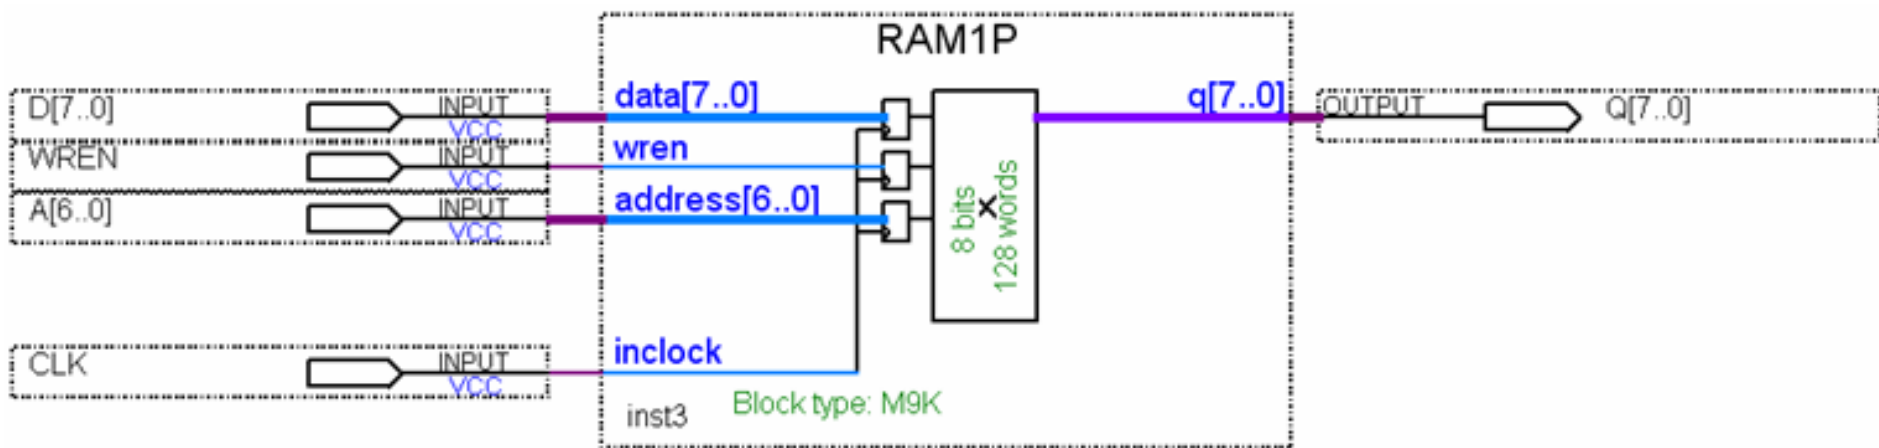 RAM1P
D[7..0] INPUT VCC data[7..0] q[7..0] OUTPUT Q[7..0]
WREN INPUT VCC wren
A[6..0] INPUT VCC address[6..0]
8 bits
×
128 words
CLK INPUT VCC inclock
inst3 Block type: M9K